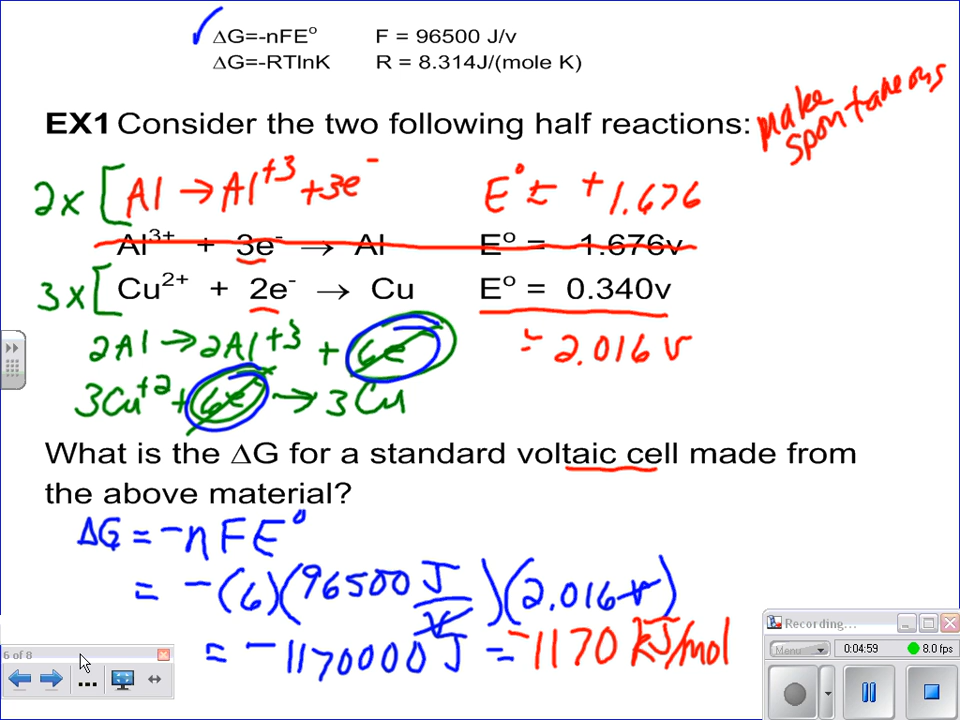 ΔG=-nFEº F = 96500 J/v
ΔG=-RTlnK R = 8.314J/(mole K)
make spontaneous
EX1 Consider the two following half reactions:
2x [ Al → Al⁺³ + 3e⁻ E° = +1.676
Al³⁺ + 3e⁻ → Al Eº = -1.676v
3x [ Cu²⁺ + 2e⁻ → Cu Eº = 0.340v
2Al → 2Al⁺³ + 6e⁻ = 2.016 v
3Cu⁺² + 6e⁻ → 3Cu
What is the ΔG for a standard voltaic cell made from
the above material?
ΔG = -nFE°
= -(6)(96500 J/V)(2.016 v)
= -1170000 J = -1170 kJ/mol
6 of 8
Recording...
Menu 0:04:59 8.0 fps